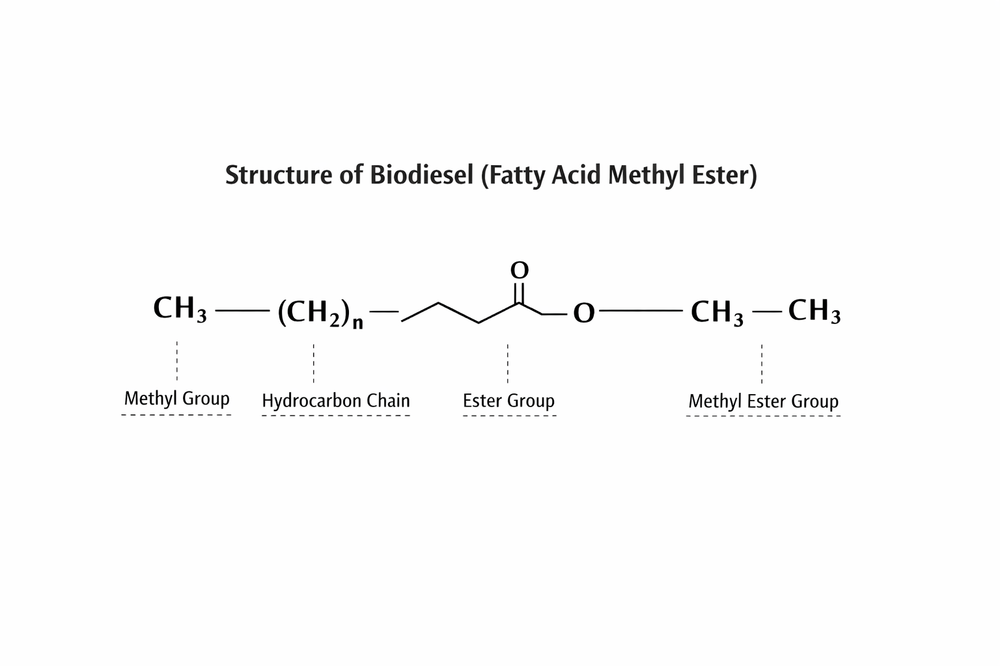 Structure of Biodiesel (Fatty Acid Methyl Ester)
O
CH₃ (CH₂)ₙ O CH₃ CH₃
Methyl Group Hydrocarbon Chain Ester Group Methyl Ester Group